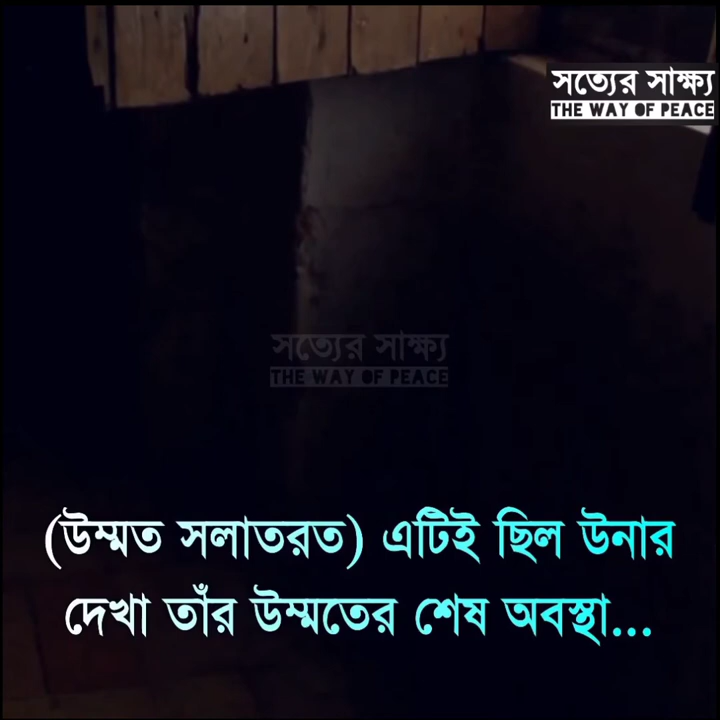 সত্যের সাক্ষ্য
THE WAY OF PEACE
সত্যের সাক্ষ্য
THE WAY OF PEACE
(উম্মত সলাতরত) এটিই ছিল উনার
দেখা তাঁর উম্মতের শেষ অবস্থা...